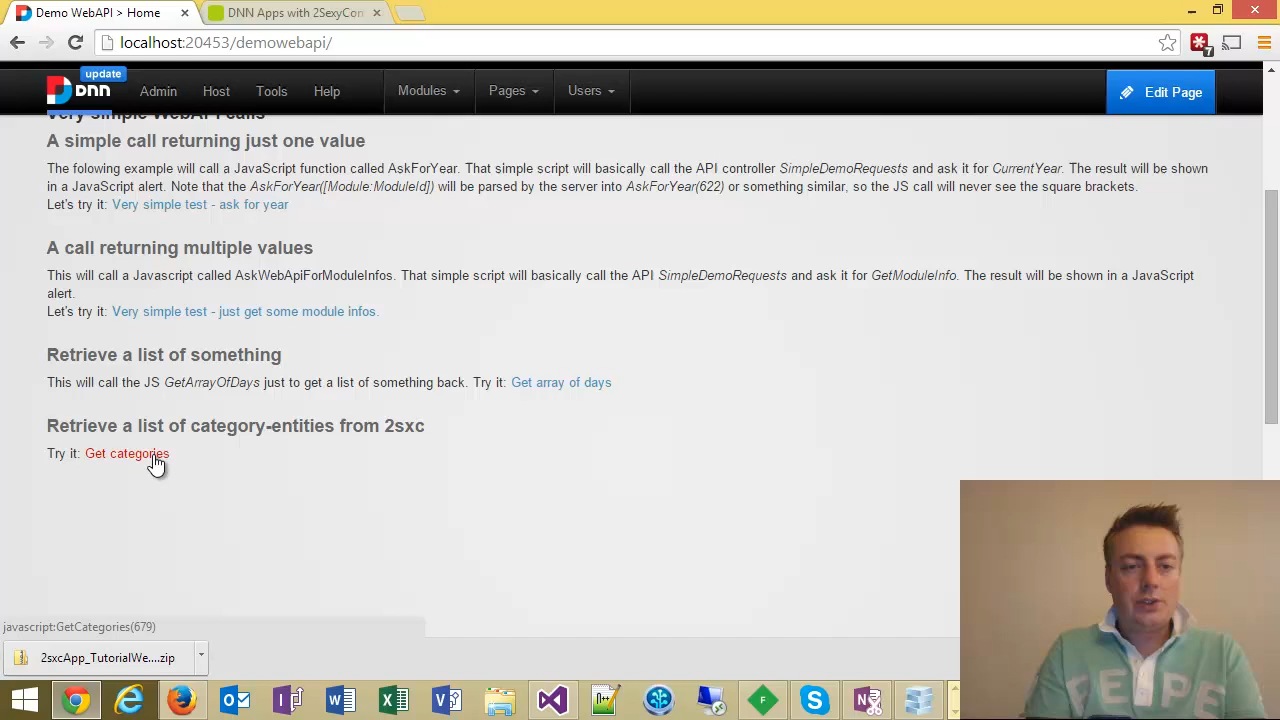 Demo WebAPI > Home
DNN Apps with 2SexyCon
localhost:20453/demowebapi/
7
update
DNN
Admin
Host
Tools
Help
Modules
Pages
Users
Edit Page
Very simple WebAPI calls
A simple call returning just one value
The folowing example will call a JavaScript function called AskForYear. That simple script will basically call the API controller SimpleDemoRequests and ask it for CurrentYear. The result will be shown
in a JavaScript alert. Note that the AskForYear([Module:ModuleId]) will be parsed by the server into AskForYear(622) or something similar, so the JS call will never see the square brackets.
Let's try it: Very simple test - ask for year
A call returning multiple values
This will call a Javascript called AskWebApiForModuleInfos. That simple script will basically call the API SimpleDemoRequests and ask it for GetModuleInfo. The result will be shown in a JavaScript
alert.
Let's try it: Very simple test - just get some module infos.
Retrieve a list of something
This will call the JS GetArrayOfDays just to get a list of something back. Try it: Get array of days
Retrieve a list of category-entities from 2sxc
Try it: Get categories
javascript:GetCategories(679)
2sxcApp_TutorialWe....zip